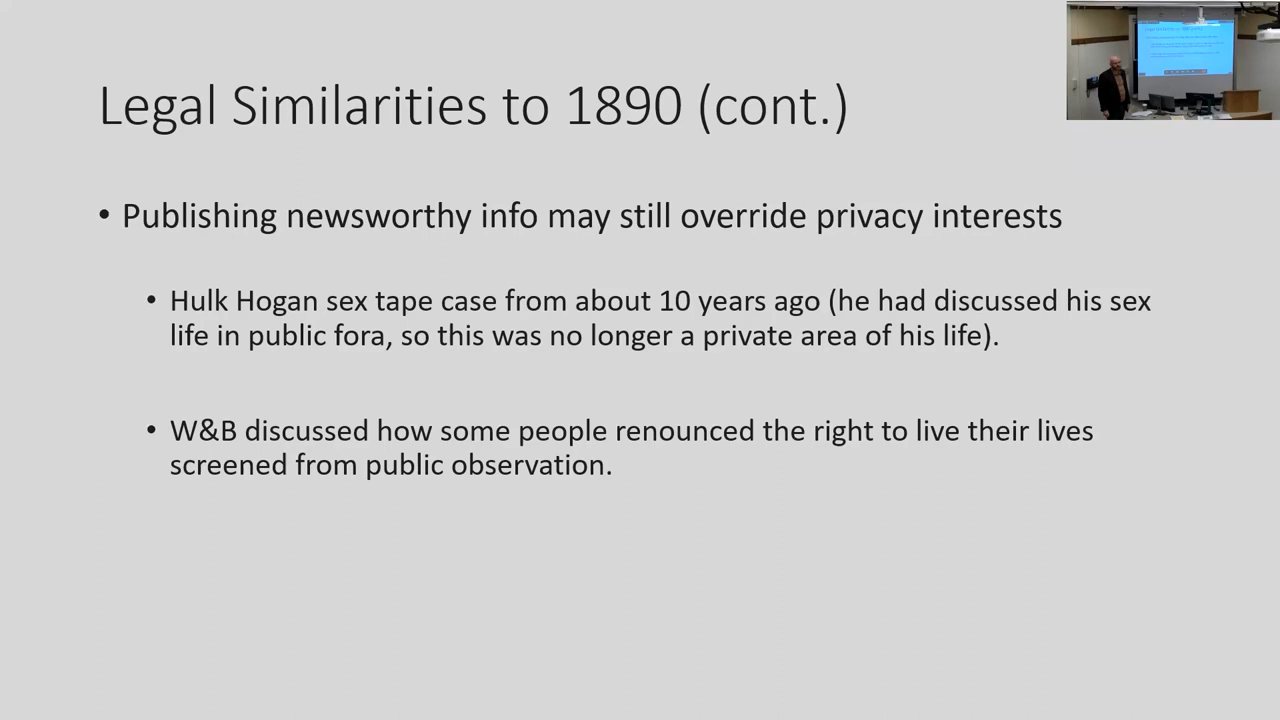 Legal Similarities to 1890 (cont.)
• Publishing newsworthy info may still override privacy interests
• Hulk Hogan sex tape case from about 10 years ago (he had discussed his sex
life in public fora, so this was no longer a private area of his life).
• W&B discussed how some people renounced the right to live their lives
screened from public observation.